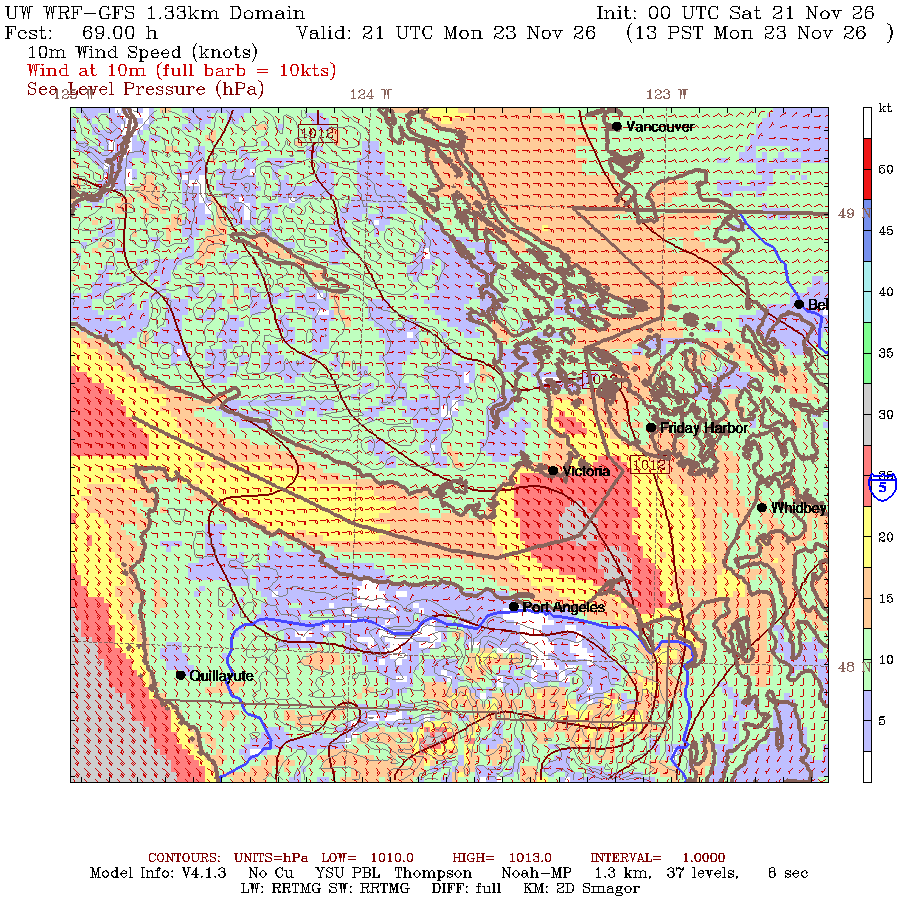 UW WRF-GFS 1.33km Domain Init: 00 UTC Sat 21 Nov 26
Fcst: 69.00 h Valid: 21 UTC Mon 23 Nov 26 (13 PST Mon 23 Nov 26 )
10m Wind Speed (knots)
Wind at 10m (full barb = 10kts)
Sea Level Pressure (hPa)
125 W 124 W 123 W
kt
Vancouver
1012
60
49 N
45
40
Bel
35
1012
30
Friday Harbor
1012
Victoria
25
5
Whidbey
20
15
Port Angeles
10
48 N
Quillayute
5
CONTOURS: UNITS=hPa LOW= 1010.0 HIGH= 1013.0 INTERVAL= 1.0000
Model Info: V4.1.3 No Cu YSU PBL Thompson Noah-MP 1.3 km, 37 levels, 8 sec
LW: RRTMG SW: RRTMG DIFF: full KM: 2D Smagor